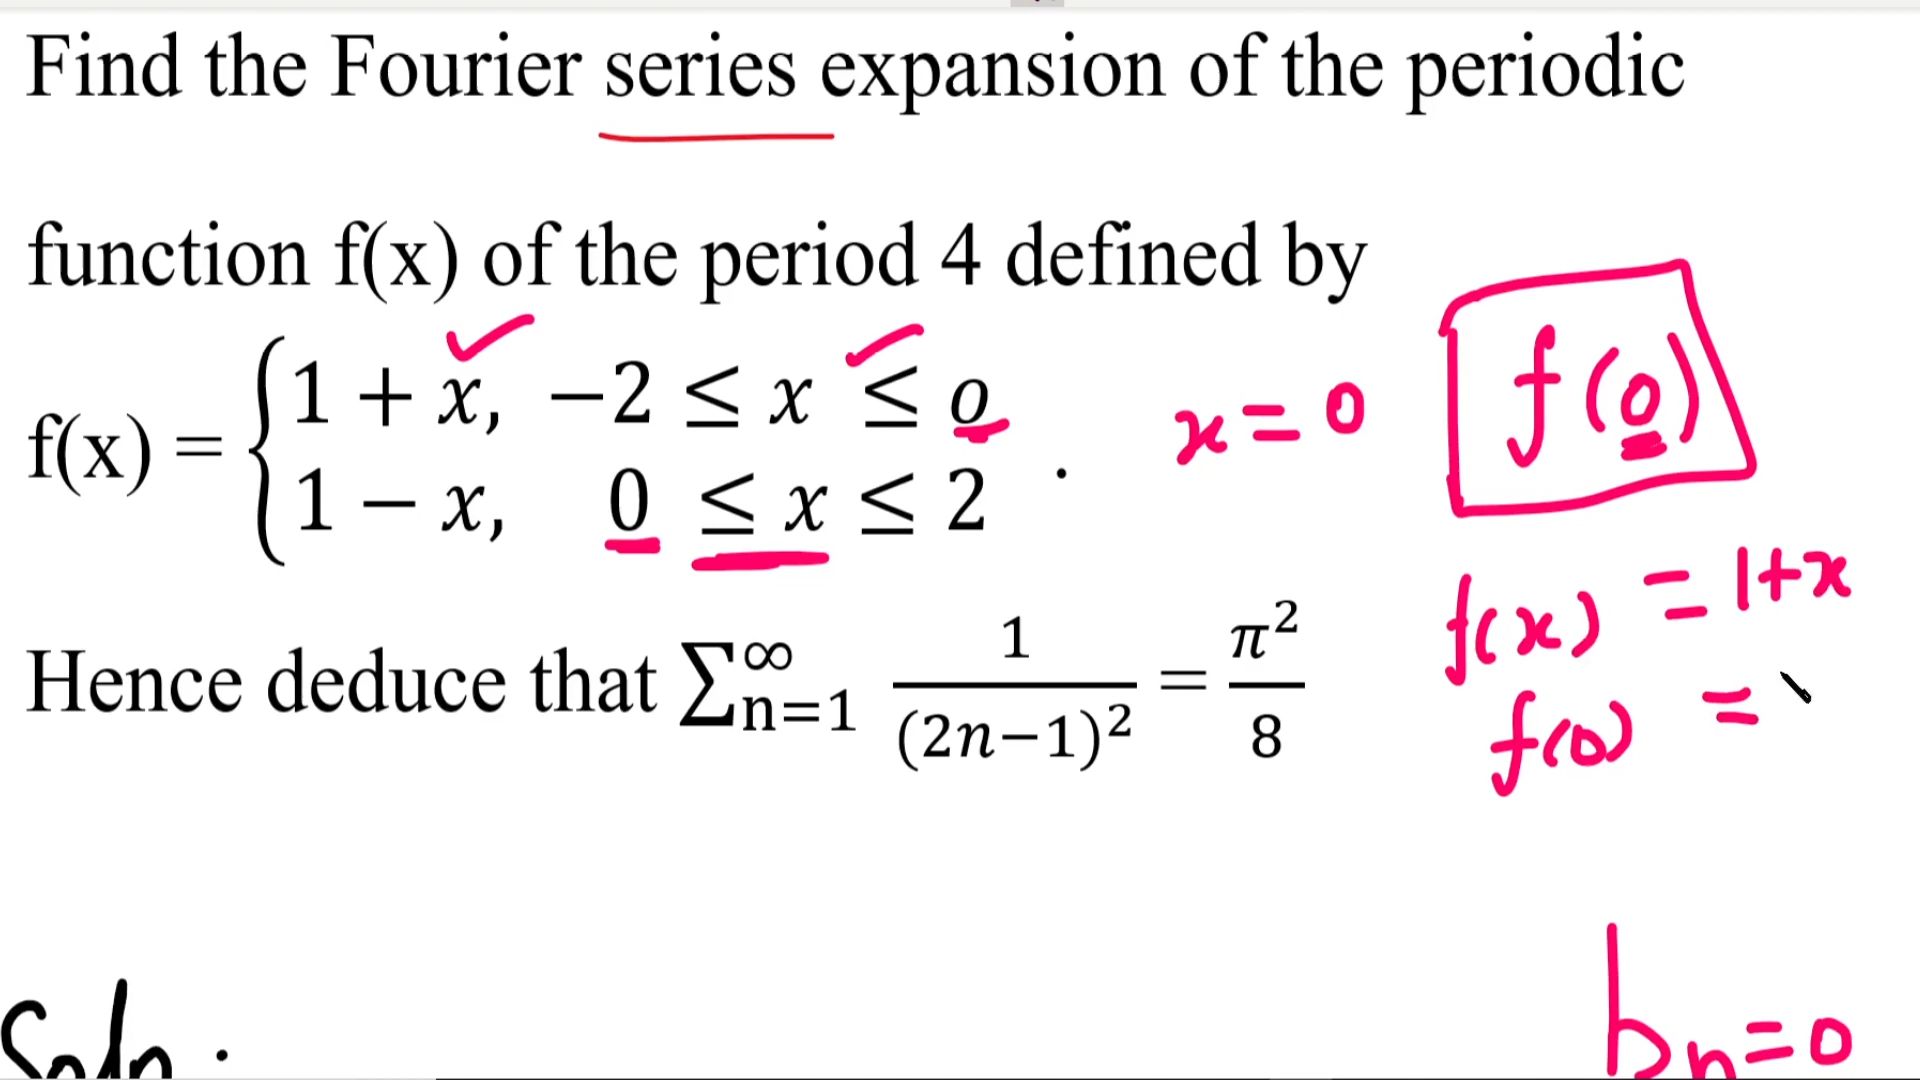 Find the Fourier series expansion of the periodic
function f(x) of the period 4 defined by
f(x) = {1 + x, −2 ≤ x ≤ o
1 − x, 0 ≤ x ≤ 2 .
x = 0
f(0)
f(x) = 1+x
f(0) =
Hence deduce that ∑_{n=1}^{∞} 1/(2n−1)² = π²/8
Soln :
bn = 0